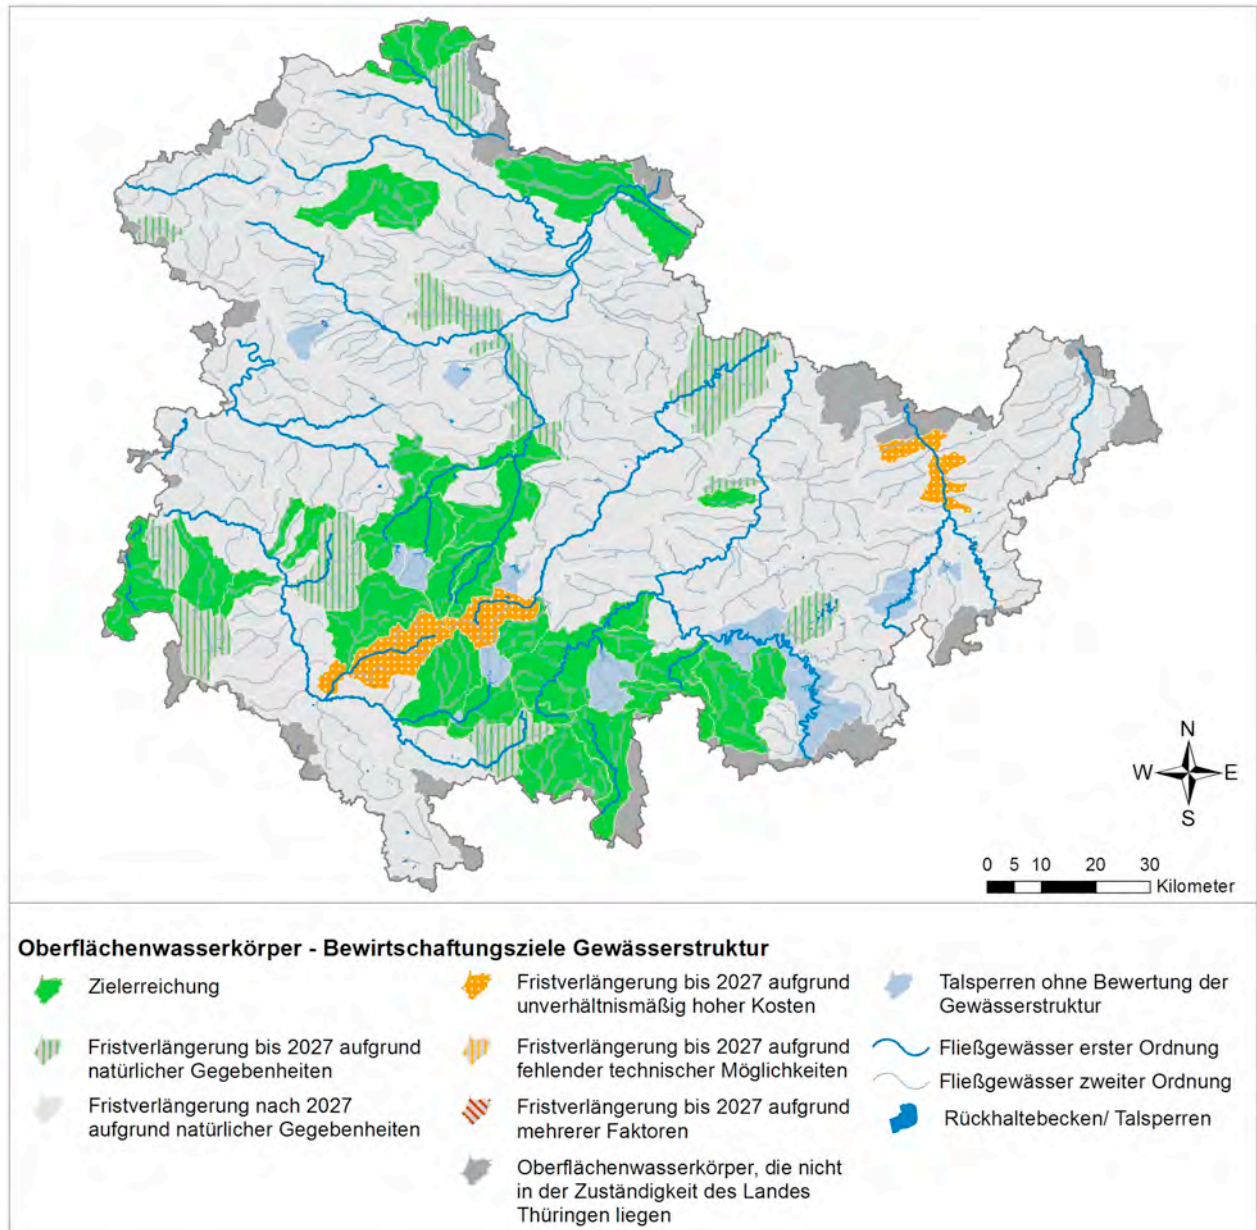 N
W
E
S
0 5 10 20 30
Kilometer
Oberflächenwasserkörper - Bewirtschaftungsziele Gewässerstruktur
Zielerreichung
Fristverlängerung bis 2027 aufgrund
natürlicher Gegebenheiten
Fristverlängerung nach 2027
aufgrund natürlicher Gegebenheiten
Fristverlängerung bis 2027 aufgrund
unverhältnismäßig hoher Kosten
Fristverlängerung bis 2027 aufgrund
fehlender technischer Möglichkeiten
Fristverlängerung bis 2027 aufgrund
mehrerer Faktoren
Oberflächenwasserkörper, die nicht
in der Zuständigkeit des Landes
Thüringen liegen
Talsperren ohne Bewertung der
Gewässerstruktur
Fließgewässer erster Ordnung
Fließgewässer zweiter Ordnung
Rückhaltebecken/ Talsperren